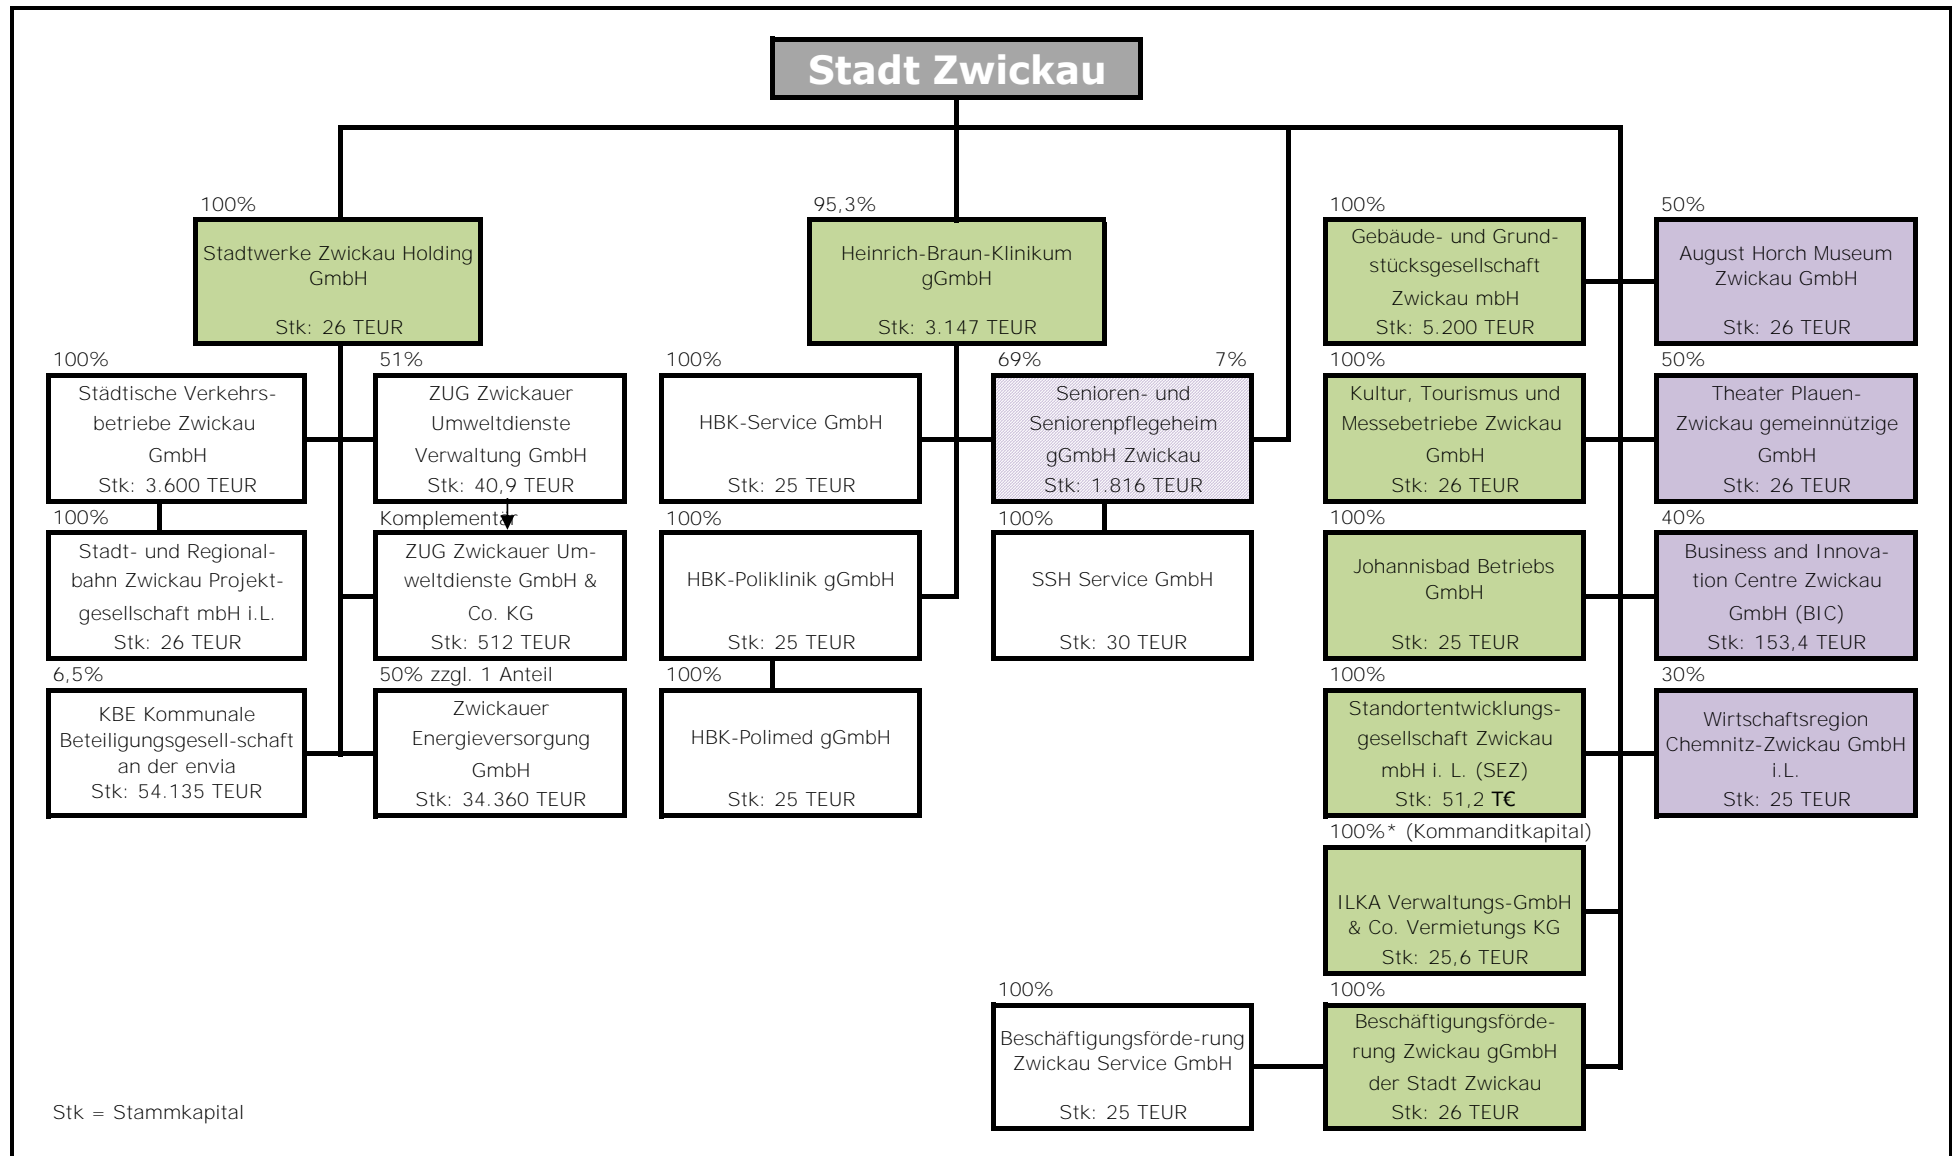 Stadt Zwickau
100%
Stadtwerke Zwickau Holding
GmbH
Stk: 26 TEUR
95,3%
Heinrich-Braun-Klinikum
gGmbH
Stk: 3.147 TEUR
100%
Gebäude- und Grund-
stücksgesellschaft
Zwickau mbH
Stk: 5.200 TEUR
50%
August Horch Museum
Zwickau GmbH
Stk: 26 TEUR
100%
Städtische Verkehrs-
betriebe Zwickau
GmbH
Stk: 3.600 TEUR
51%
ZUG Zwickauer
Umweltdienste
Verwaltung GmbH
Stk: 40,9 TEUR
100%
HBK-Service GmbH
Stk: 25 TEUR
69% 7%
Senioren- und
Seniorenpflegeheim
gGmbH Zwickau
Stk: 1.816 TEUR
100%
Kultur, Tourismus und
Messebetriebe Zwickau
GmbH
Stk: 26 TEUR
50%
Theater Plauen-
Zwickau gemeinnützige
GmbH
Stk: 26 TEUR
100%
Stadt- und Regional-
bahn Zwickau Projekt-
gesellschaft mbH i.L.
Stk: 26 TEUR
Komplementär
ZUG Zwickauer Um-
weltdienste GmbH &
Co. KG
Stk: 512 TEUR
100%
HBK-Poliklinik gGmbH
Stk: 25 TEUR
100%
SSH Service GmbH
Stk: 30 TEUR
100%
Johannisbad Betriebs
GmbH
Stk: 25 TEUR
40%
Business and Innova-
tion Centre Zwickau
GmbH (BIC)
Stk: 153,4 TEUR
6,5%
KBE Kommunale
Beteiligungsgesell-schaft
an der envia
Stk: 54.135 TEUR
50% zzgl. 1 Anteil
Zwickauer
Energieversorgung
GmbH
Stk: 34.360 TEUR
100%
HBK-Polimed gGmbH
Stk: 25 TEUR
100%
Standortentwicklungs-
gesellschaft Zwickau
mbH i. L. (SEZ)
Stk: 51,2 T€
30%
Wirtschaftsregion
Chemnitz-Zwickau GmbH
i.L.
Stk: 25 TEUR
100%* (Kommanditkapital)
ILKA Verwaltungs-GmbH
& Co. Vermietungs KG
Stk: 25,6 TEUR
100%
Beschäftigungsförde-rung
Zwickau Service GmbH
Stk: 25 TEUR
100%
Beschäftigungsförde-
rung Zwickau gGmbH
der Stadt Zwickau
Stk: 26 TEUR
Stk = Stammkapital